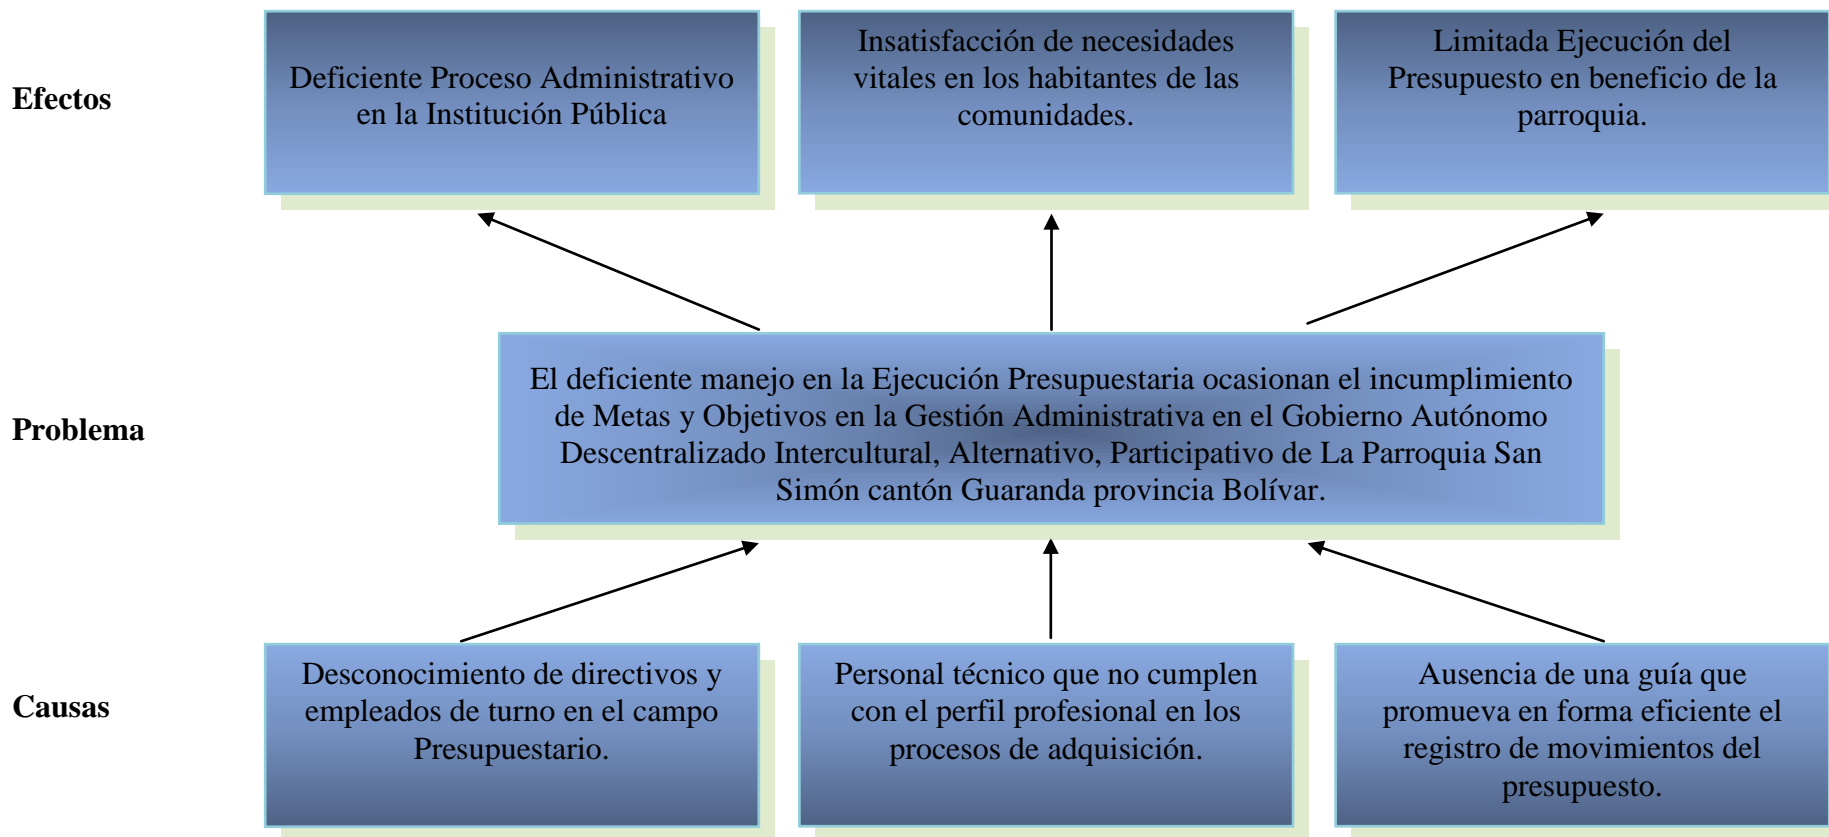 Efectos
Deficiente Proceso Administrativo
en la Institución Pública
Insatisfacción de necesidades
vitales en los habitantes de las
comunidades.
Limitada Ejecución del
Presupuesto en beneficio de la
parroquia.
Problema
El deficiente manejo en la Ejecución Presupuestaria ocasionan el incumplimiento
de Metas y Objetivos en la Gestión Administrativa en el Gobierno Autónomo
Descentralizado Intercultural, Alternativo, Participativo de La Parroquia San
Simón cantón Guaranda provincia Bolívar.
Causas
Desconocimiento de directivos y
empleados de turno en el campo
Presupuestario.
Personal técnico que no cumplen
con el perfil profesional en los
procesos de adquisición.
Ausencia de una guía que
promueva en forma eficiente el
registro de movimientos del
presupuesto.